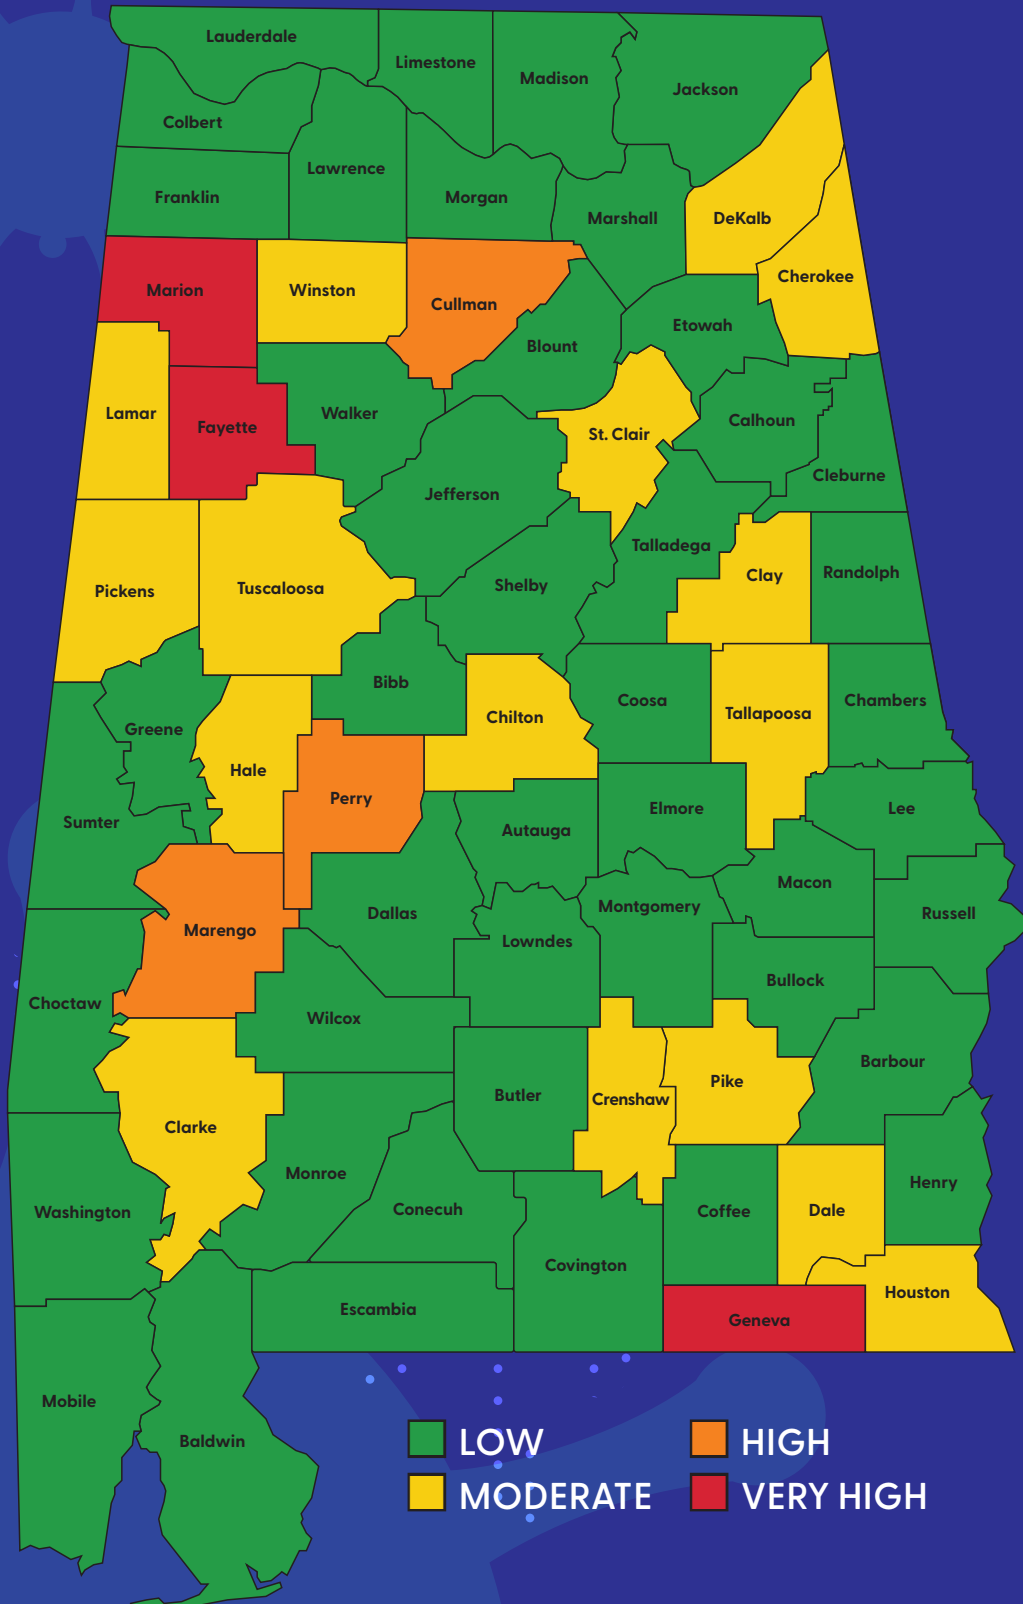 Lauderdale
Limestone
Madison
Jackson
Colbert
Lawrence
Franklin
Morgan
Marshall
DeKalb
Cherokee
Marion
Winston
Cullman
Blount
Etowah
Lamar
Fayette
Walker
St. Clair
Calhoun
Cleburne
Jefferson
Talladega
Clay
Randolph
Pickens
Tuscaloosa
Shelby
Bibb
Greene
Hale
Perry
Chilton
Coosa
Tallapoosa
Chambers
Sumter
Autauga
Elmore
Lee
Macon
Marengo
Dallas
Lowndes
Montgomery
Russell
Choctaw
Wilcox
Bullock
Barbour
Butler
Crenshaw
Pike
Clarke
Monroe
Conecuh
Washington
Coffee
Dale
Henry
Covington
Escambia
Geneva
Houston
Mobile
Baldwin
LOW
HIGH
MODERATE
VERY HIGH